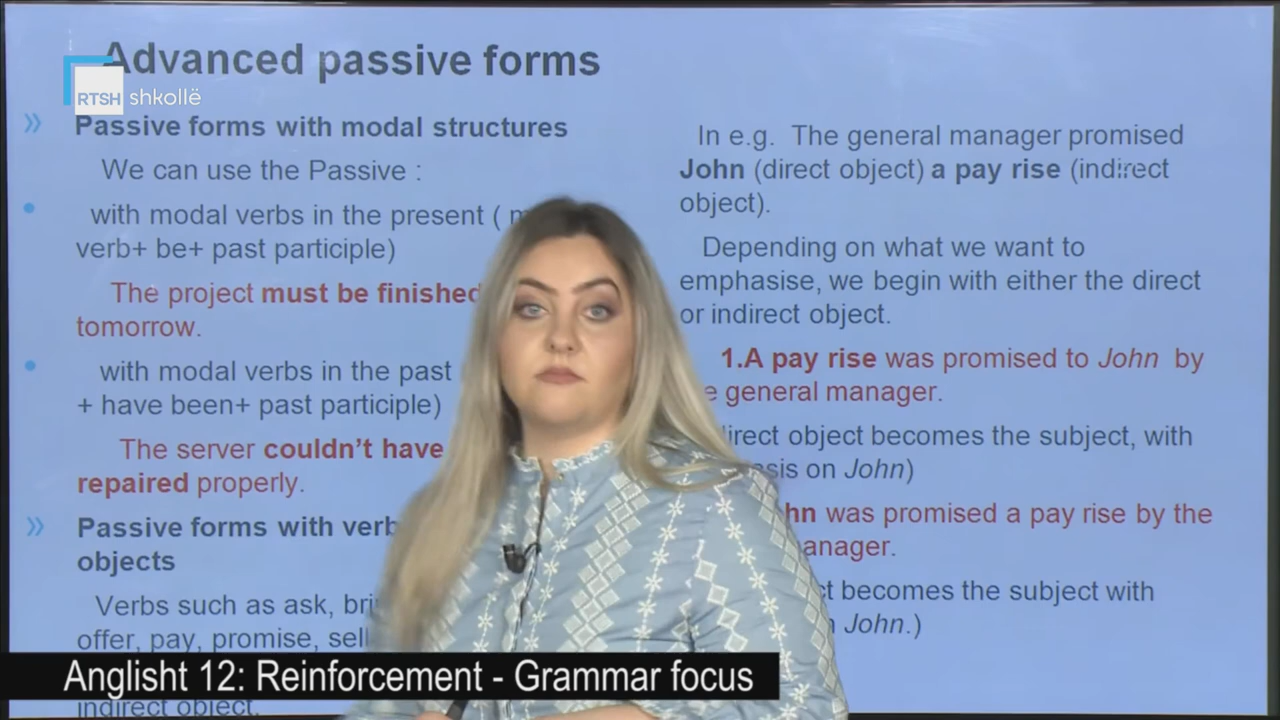 Advanced passive forms
RTSH shkollë
» Passive forms with modal structures
We can use the Passive :
• with modal verbs in the present (
verb+ be+ past participle)
The project must be finished
tomorrow.
• with modal verbs in the past
+ have been+ past participle)
The server couldn't have
repaired properly.
» Passive forms with
objects
Verbs such as ask,
offer, pay, promise,
indirect object.
In e.g. The general manager promised
John (direct object) a pay rise (indirect
object).
Depending on what we want to
emphasise, we begin with either the direct
or indirect object.
1.A pay rise was promised to John by
general manager.
object becomes the subject, with
on John)
was promised a pay rise by the
becomes the subject with
John.)
Anglisht 12: Reinforcement - Grammar focus